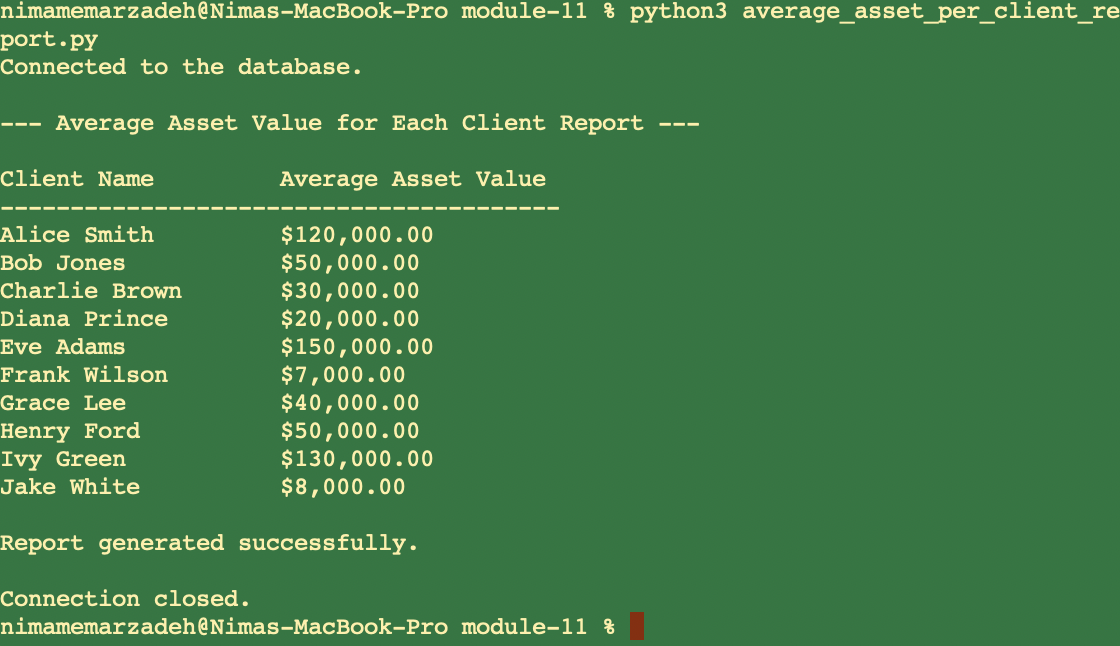 nimamemarzadeh@Nimas-MacBook-Pro module-11 % python3 average_asset_per_client_re
port.py
Connected to the database.
--- Average Asset Value for Each Client Report ---
Client Name         Average Asset Value
----------------------------------------
Alice Smith         $120,000.00
Bob Jones           $50,000.00
Charlie Brown       $30,000.00
Diana Prince        $20,000.00
Eve Adams           $150,000.00
Frank Wilson        $7,000.00
Grace Lee           $40,000.00
Henry Ford          $50,000.00
Ivy Green           $130,000.00
Jake White          $8,000.00
Report generated successfully.
Connection closed.
nimamemarzadeh@Nimas-MacBook-Pro module-11 %